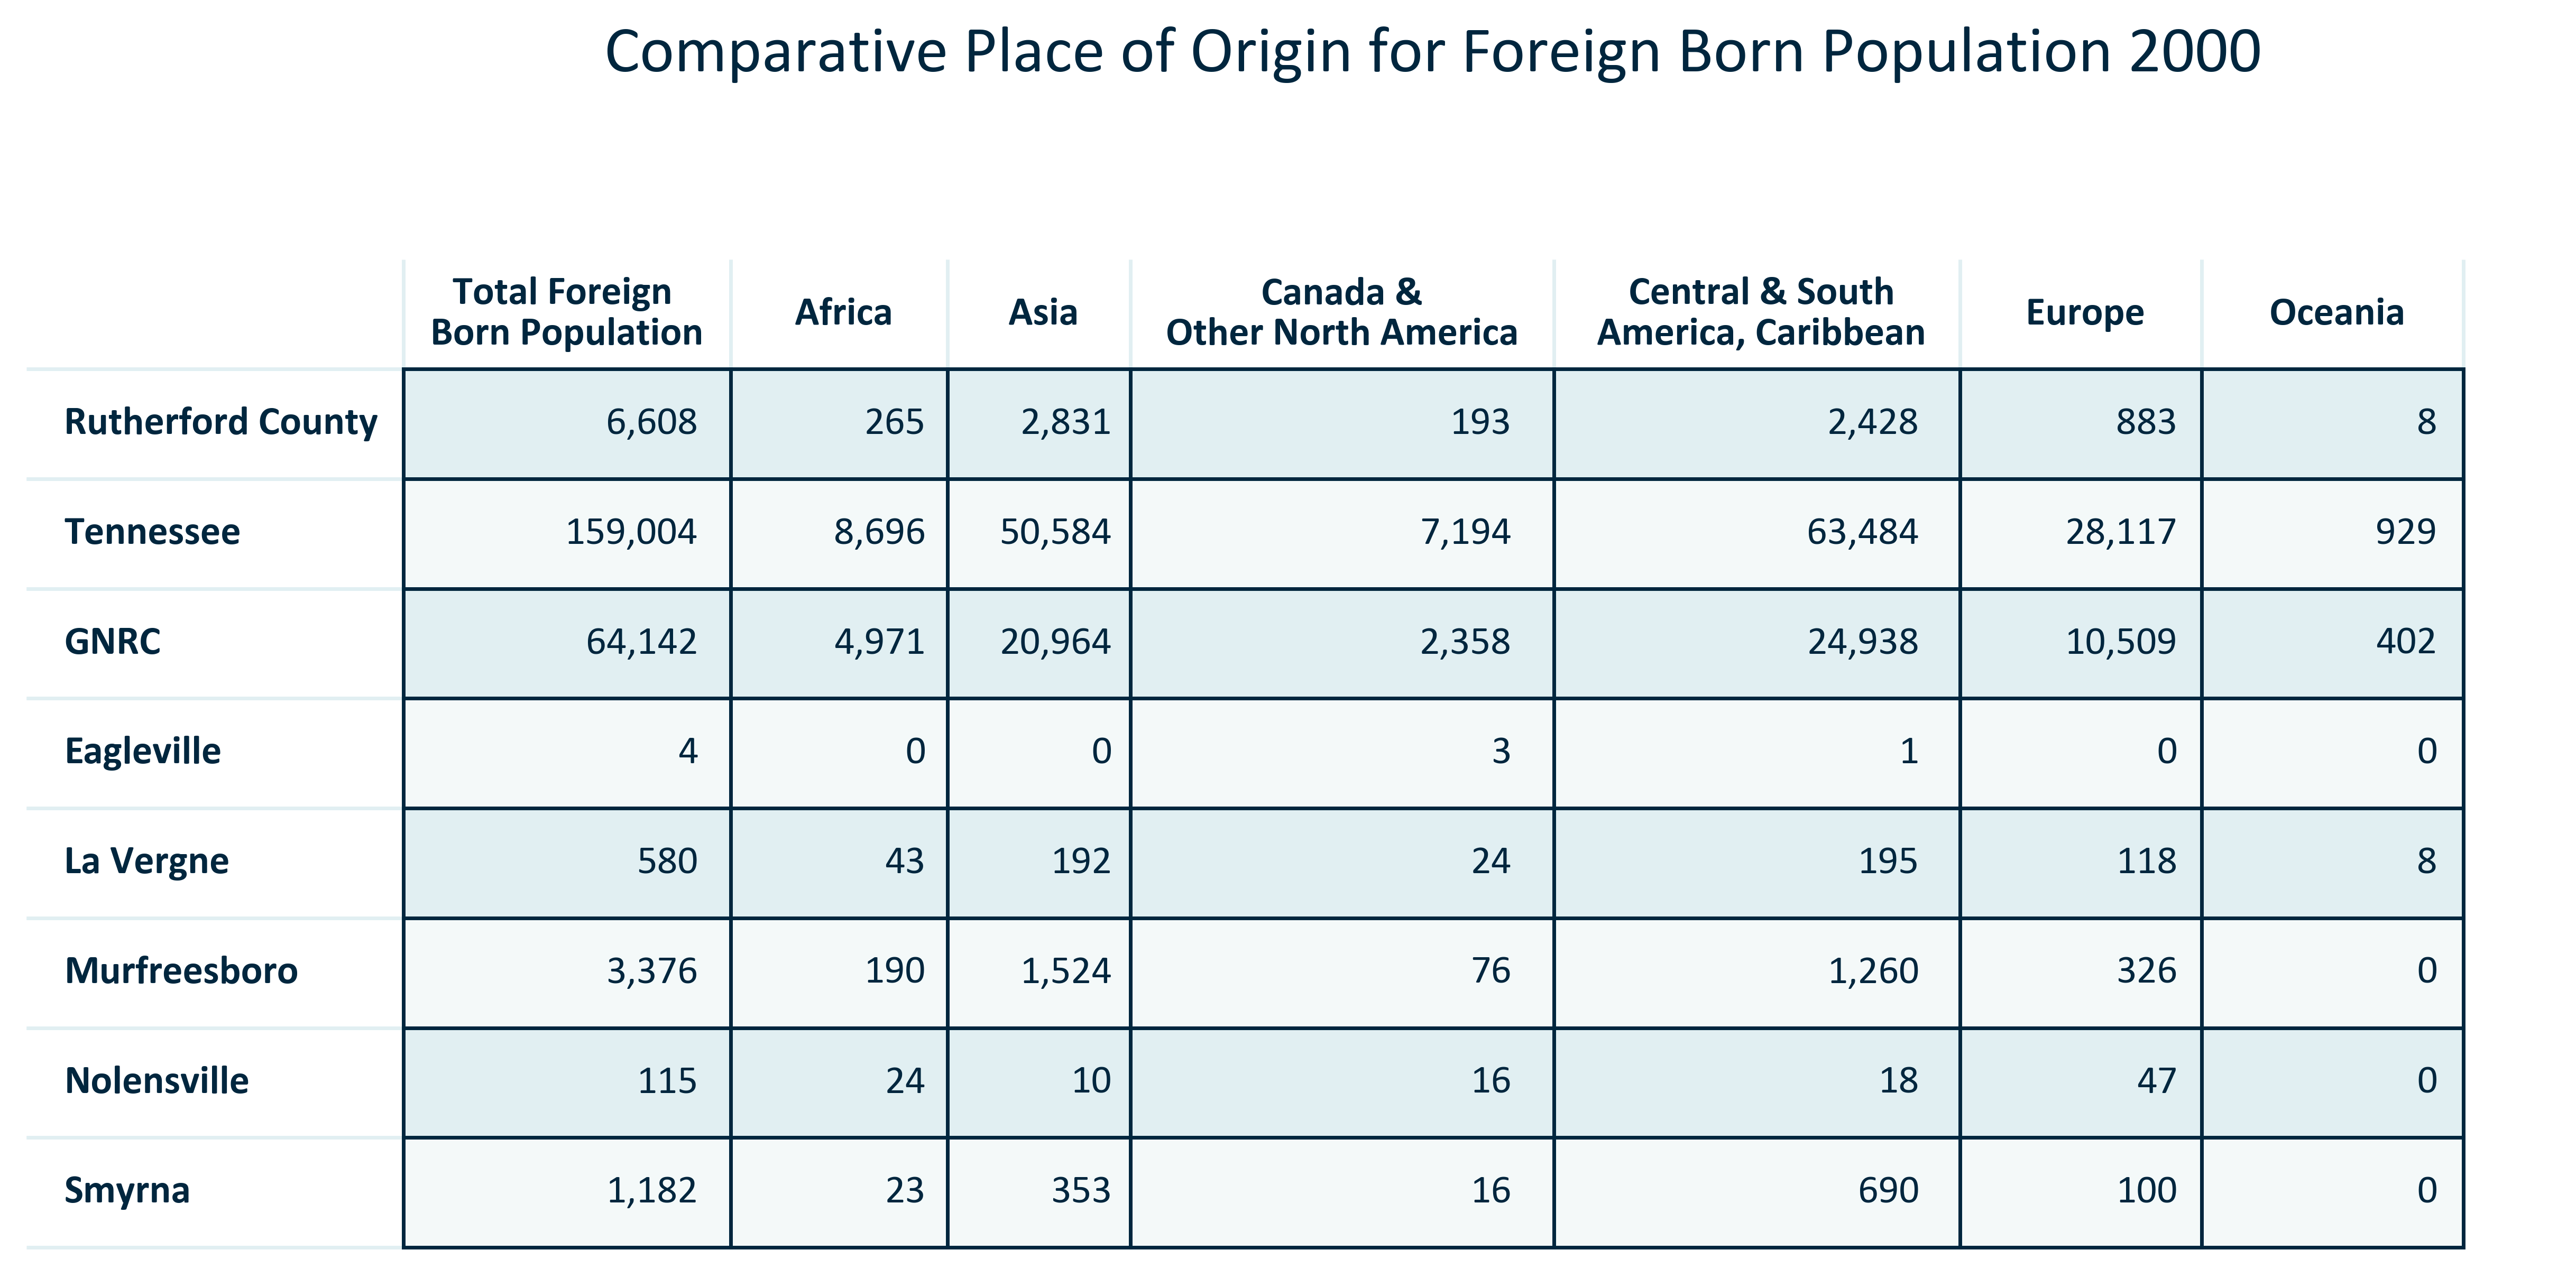 Comparative Place of Origin for Foreign Born Population 2000
Total Foreign
Born Population
Africa
Asia
Canada &
Other North America
Central & South
America, Caribbean
Europe
Oceania
Rutherford County 6,608 265 2,831 193 2,428 883 8
Tennessee 159,004 8,696 50,584 7,194 63,484 28,117 929
GNRC 64,142 4,971 20,964 2,358 24,938 10,509 402
Eagleville 4 0 0 3 1 0 0
La Vergne 580 43 192 24 195 118 8
Murfreesboro 3,376 190 1,524 76 1,260 326 0
Nolensville 115 24 10 16 18 47 0
Smyrna 1,182 23 353 16 690 100 0